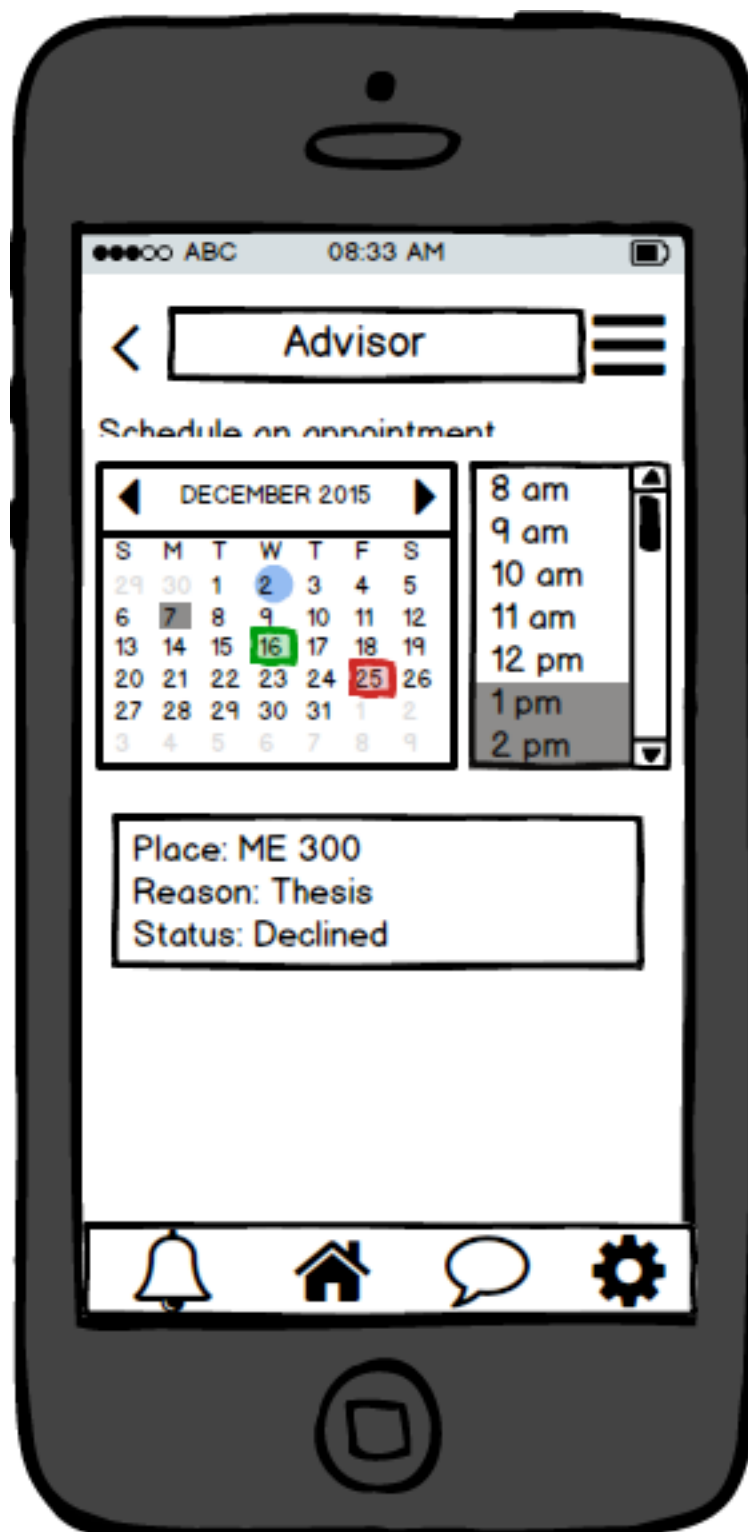 ABC 08:33 AM
Advisor
Schedule an appointment
DECEMBER 2015
S M T W T F S
29 30 1 2 3 4 5
6 7 8 9 10 11 12
13 14 15 16 17 18 19
20 21 22 23 24 25 26
27 28 29 30 31 1 2
3 4 5 6 7 8 9
8 am
9 am
10 am
11 am
12 pm
1 pm
2 pm
Place: ME 300
Reason: Thesis
Status: Declined